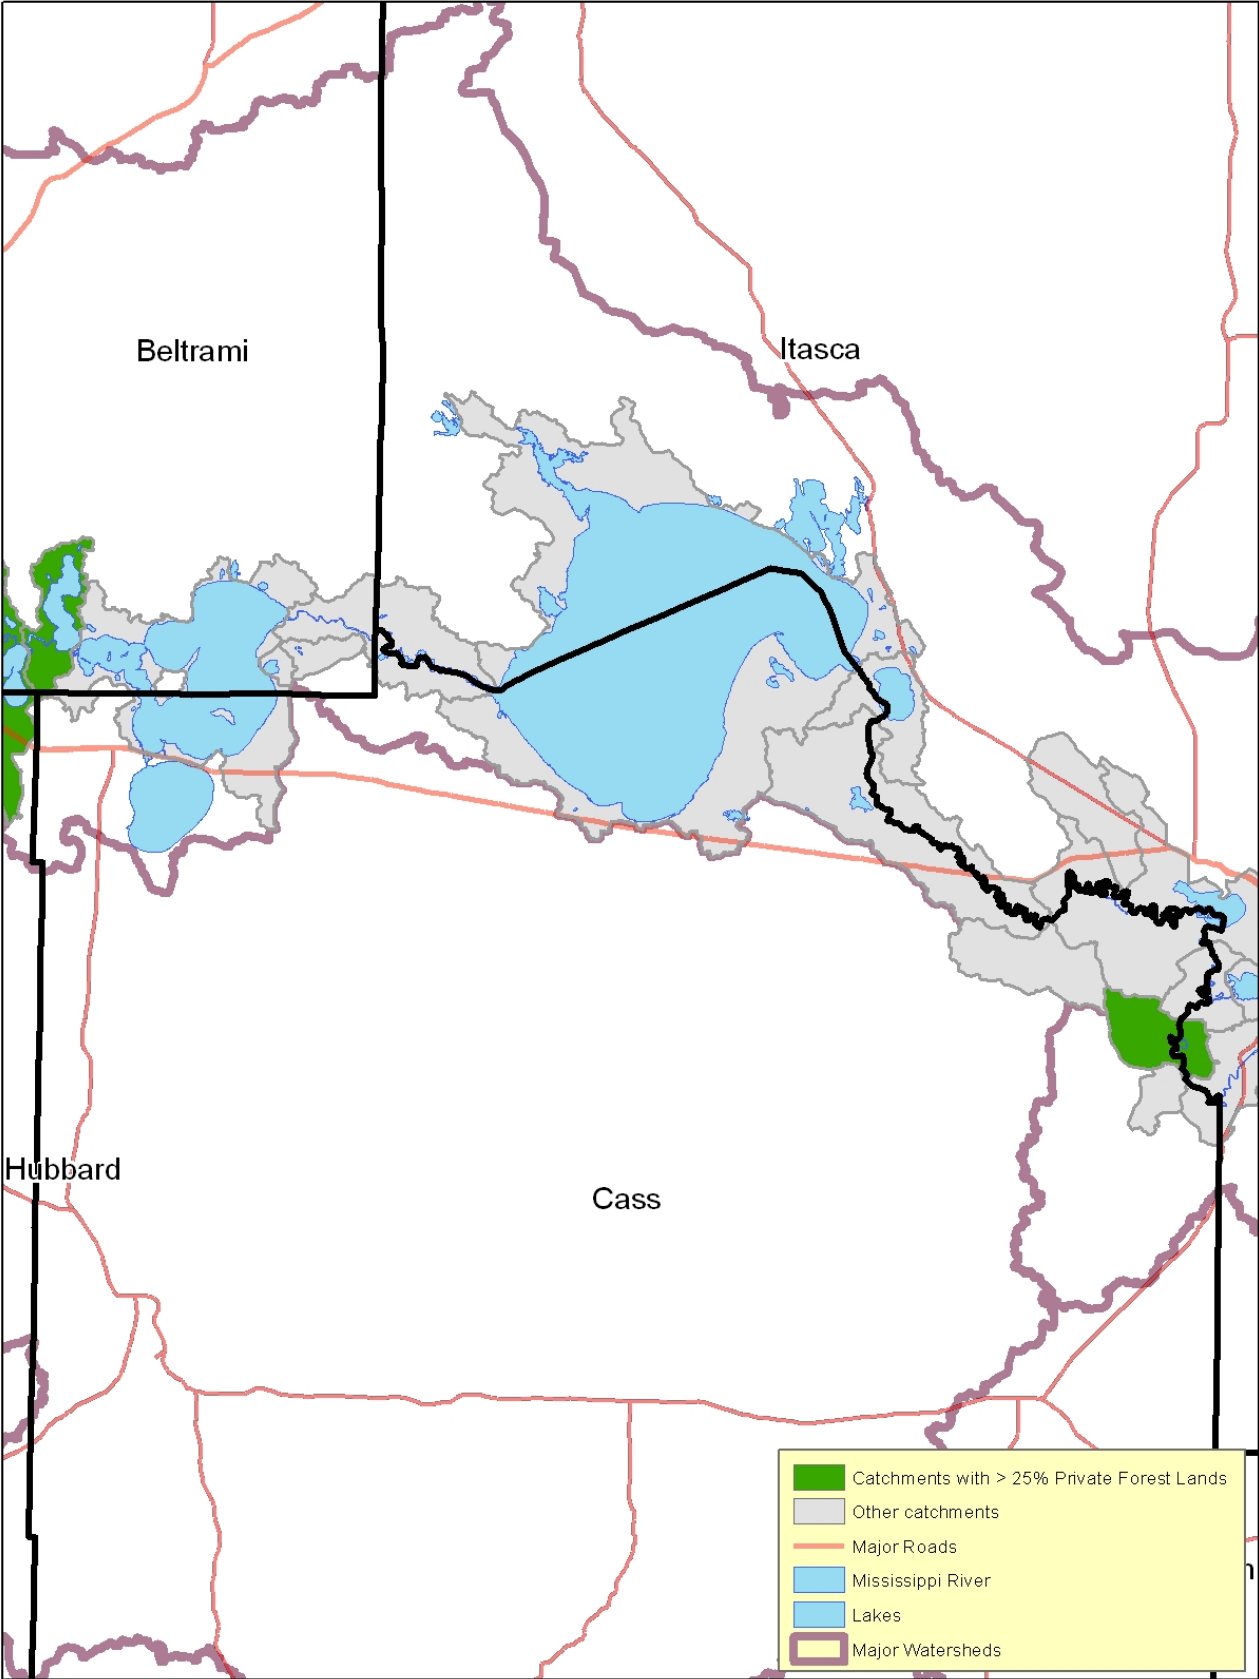 Beltrami
Itasca
Hubbard
Cass
Catchments with > 25% Private Forest Lands
Other catchments
Major Roads
Mississippi River
Lakes
Major Watersheds